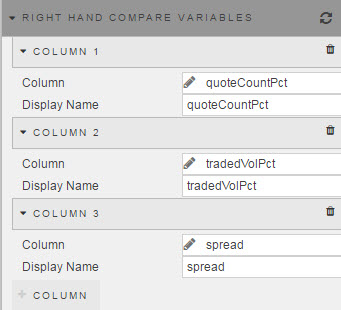 RIGHT HAND COMPARE VARIABLES
COLUMN 1
Column quoteCountPct
Display Name quoteCountPct
COLUMN 2
Column tradedVolPct
Display Name tradedVolPct
COLUMN 3
Column spread
Display Name spread
+ COLUMN